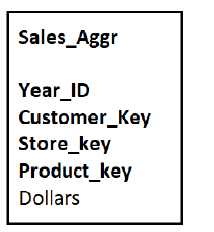 Sales_Aggr
Year_ID
Customer_Key
Store_key
Product_key
Dollars